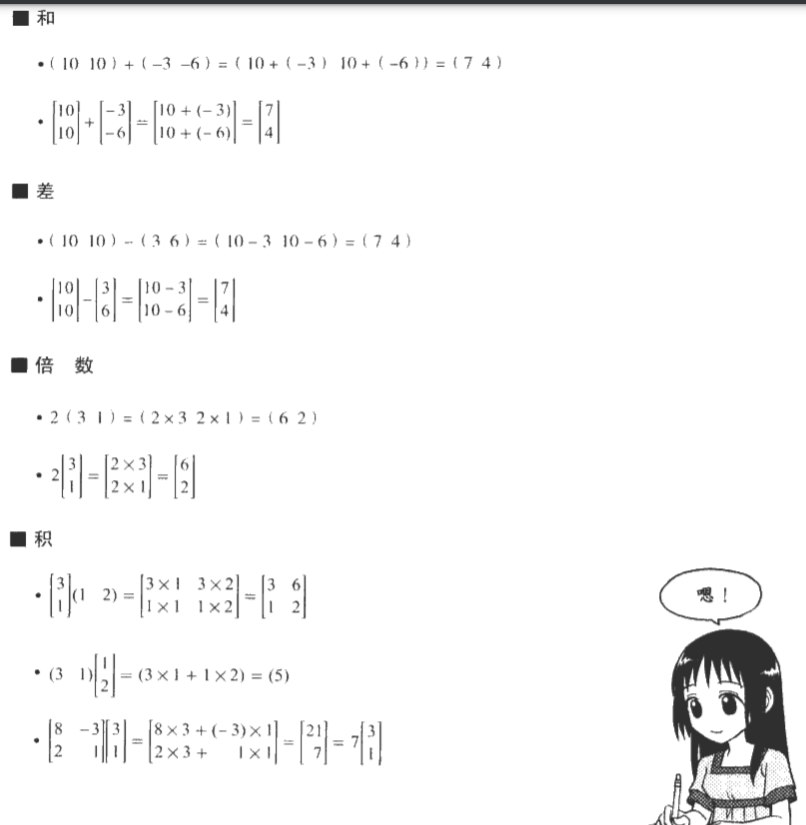 ■ 和
•( 10 10 ) + ( −3 −6 ) = ( 10 + ( −3 ) 10 + ( −6 )) = ( 7 4 )
• [10 10] + [−3 −6] = [10 + (−3) 10 + (−6)] = [7 4]
■ 差
•( 10 10 ) − ( 3 6 ) = ( 10 − 3 10 − 6 ) = ( 7 4 )
• [10 10] − [3 6] = [10 − 3 10 − 6] = [7 4]
■ 倍 数
• 2 ( 3 1 ) = ( 2 × 3 2 × 1 ) = ( 6 2 )
• 2[3 1] = [2 × 3 2 × 1] = [6 2]
■ 积
• [3 1](1 2) = [3 × 1 3 × 2 1 × 1 1 × 2] = [3 6 1 2]
• (3 1)[1 2] = (3 × 1 + 1 × 2) = (5)
• [8 −3 2 1][3 1] = [8 × 3 + (− 3) × 1 2 × 3 + 1 × 1] = [21 7] = 7[3 1]
嗯！